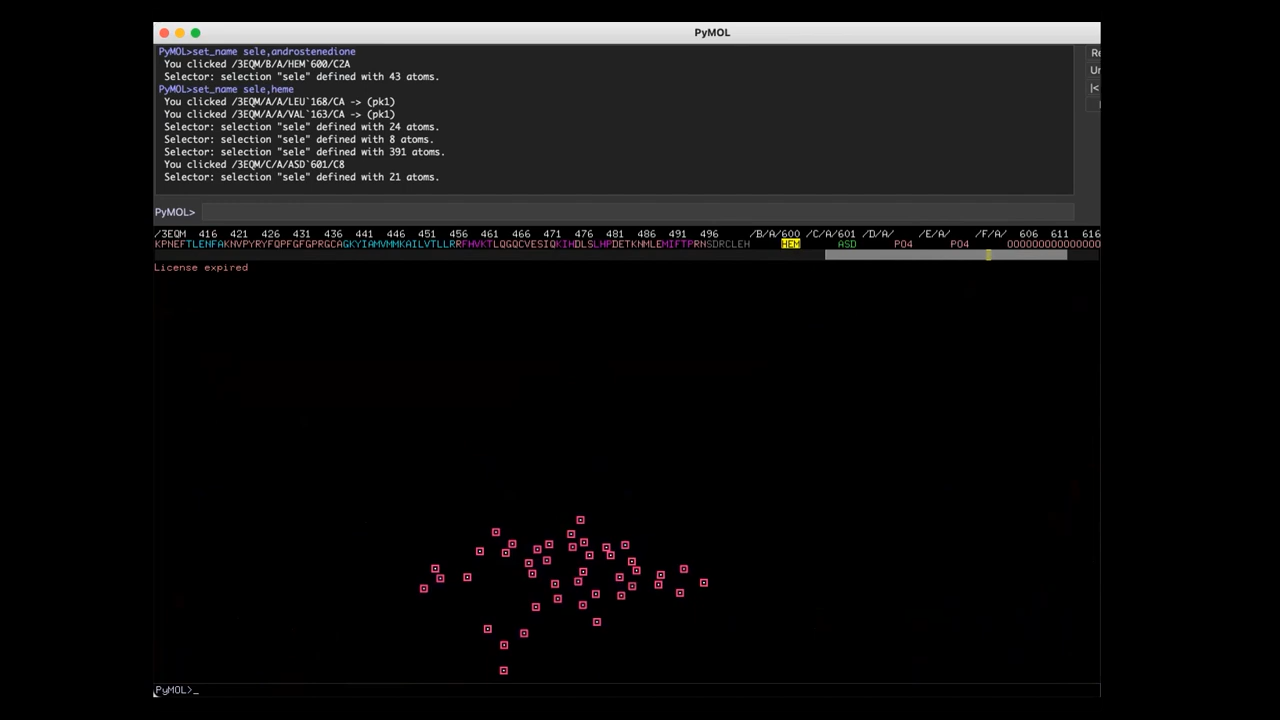 PyMOL
PyMOL>set_name sele,androstenedione
You clicked /3EQM/B/A/HEM`600/C2A
Selector: selection "sele" defined with 43 atoms.
PyMOL>set_name sele,heme
You clicked /3EQM/A/A/LEU`168/CA -> (pk1)
You clicked /3EQM/A/A/VAL`163/CA -> (pk1)
Selector: selection "sele" defined with 24 atoms.
Selector: selection "sele" defined with 8 atoms.
Selector: selection "sele" defined with 391 atoms.
You clicked /3EQM/C/A/ASD`601/C8
Selector: selection "sele" defined with 21 atoms.
Re
Un
|<
PyMOL>
/3EQM 416 421 426 431 436 441 446 451 456 461 466 471 476 481 486 491 496 /B/A/600 /C/A/601 /D/A/ /E/A/ /F/A/ 606 611 616
KPNEFTLENFAKNVPYRYFQPFGFGPRGCAGKYIAMVMMKAILVTLLRRFHVKTLQGQCVESIQKIHDLSLHPDETKNMLEMIFTPRNSDRCLEH HEM ASD PO4 PO4 OOOOOOOOOOOOOOO
License expired
PyMOL>_